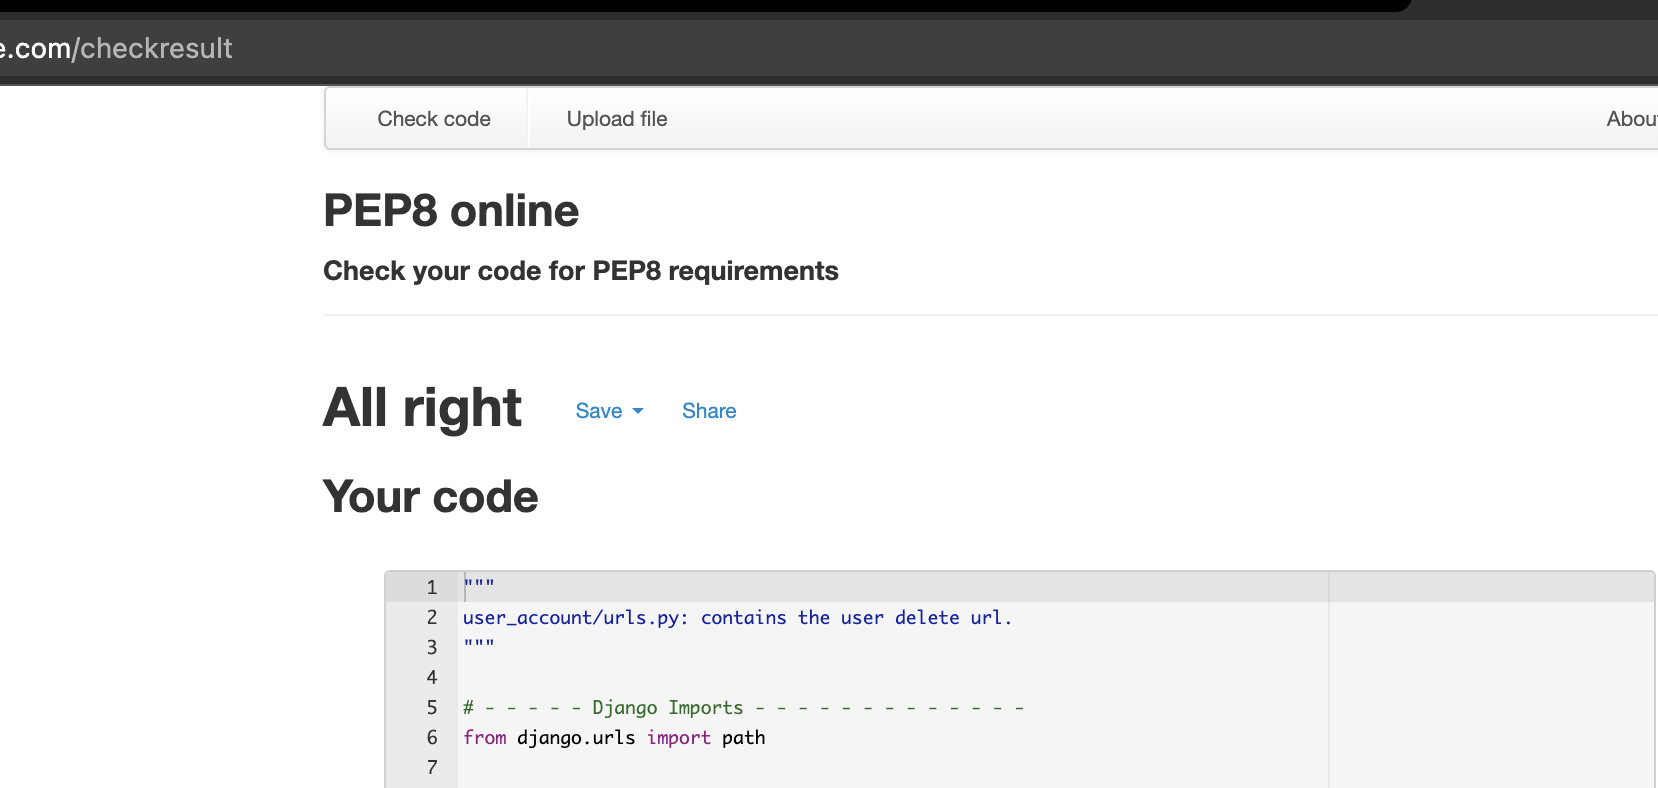 e.com/checkresult
Check code Upload file About
PEP8 online
Check your code for PEP8 requirements
All right Save Share
Your code
1 """
2 user_account/urls.py: contains the user delete url.
3 """
4
5 # - - - - - Django Imports - - - - - - - - - - - - -
6 from django.urls import path
7